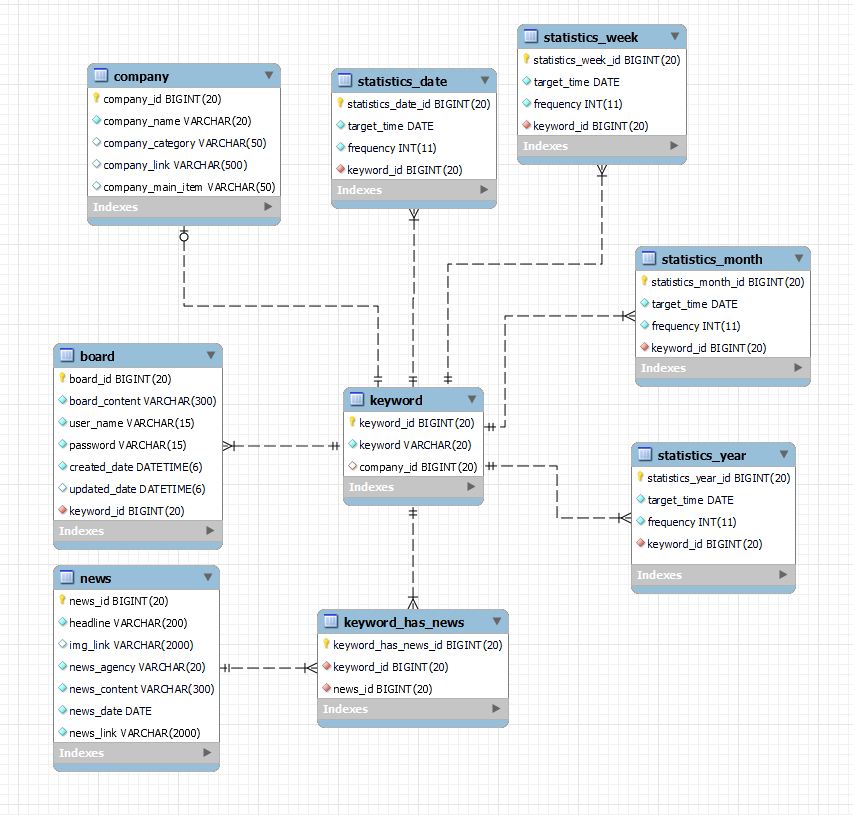 company
company_id BIGINT(20)
company_name VARCHAR(20)
company_category VARCHAR(50)
company_link VARCHAR(500)
company_main_item VARCHAR(50)
Indexes
statistics_date
statistics_date_id BIGINT(20)
target_time DATE
frequency INT(11)
keyword_id BIGINT(20)
Indexes
statistics_week
statistics_week_id BIGINT(20)
target_time DATE
frequency INT(11)
keyword_id BIGINT(20)
Indexes
statistics_month
statistics_month_id BIGINT(20)
target_time DATE
frequency INT(11)
keyword_id BIGINT(20)
Indexes
board
board_id BIGINT(20)
board_content VARCHAR(300)
user_name VARCHAR(15)
password VARCHAR(15)
created_date DATETIME(6)
updated_date DATETIME(6)
keyword_id BIGINT(20)
Indexes
keyword
keyword_id BIGINT(20)
keyword VARCHAR(20)
company_id BIGINT(20)
Indexes
statistics_year
statistics_year_id BIGINT(20)
target_time DATE
frequency INT(11)
keyword_id BIGINT(20)
Indexes
news
news_id BIGINT(20)
headline VARCHAR(200)
img_link VARCHAR(2000)
news_agency VARCHAR(20)
news_content VARCHAR(300)
news_date DATE
news_link VARCHAR(2000)
Indexes
keyword_has_news
keyword_has_news_id BIGINT(20)
keyword_id BIGINT(20)
news_id BIGINT(20)
Indexes